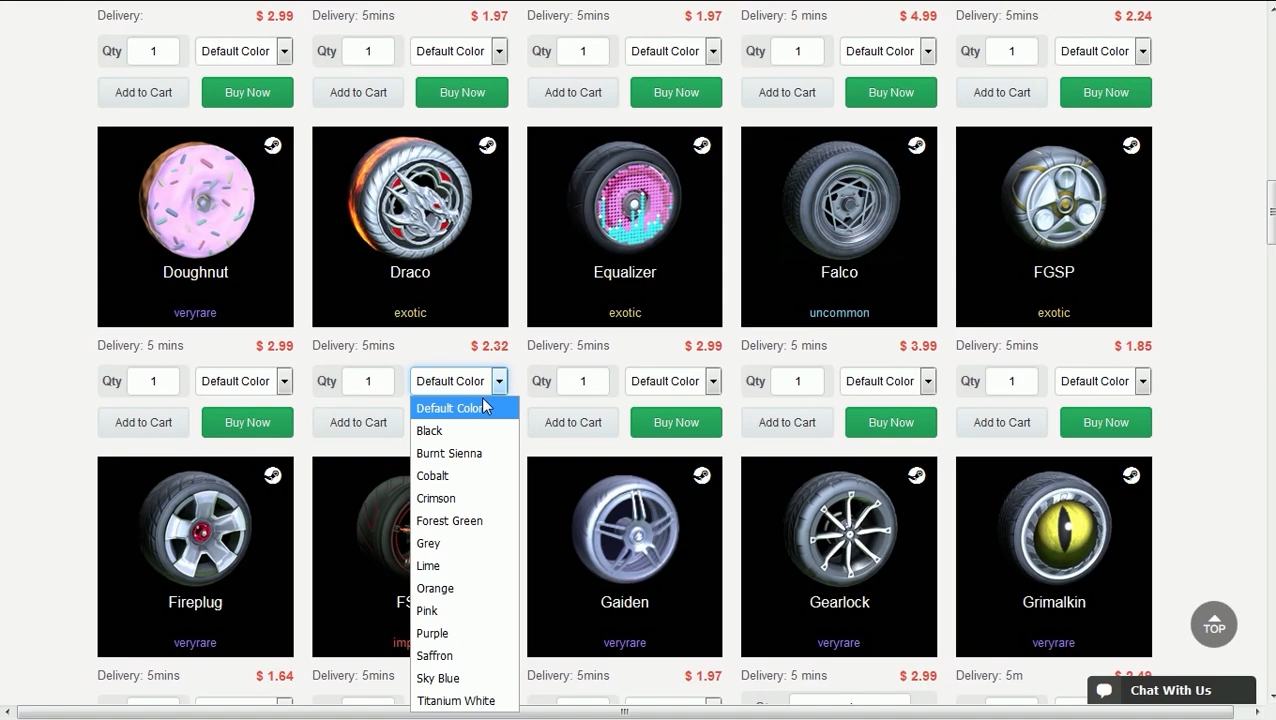 Delivery: $ 2.99 Delivery: 5mins $ 1.97 Delivery: 5mins $ 1.97 Delivery: 5 mins $ 4.99 Delivery: 5mins $ 2.24
Qty 1 Default Color Qty 1 Default Color Qty 1 Default Color Qty 1 Default Color Qty 1 Default Color
Add to Cart Buy Now Add to Cart Buy Now Add to Cart Buy Now Add to Cart Buy Now Add to Cart Buy Now
Doughnut Draco Equalizer Falco FGSP
veryrare exotic exotic uncommon exotic
Delivery: 5 mins $ 2.99 Delivery: 5mins $ 2.32 Delivery: 5mins $ 2.99 Delivery: 5mins $ 3.99 Delivery: 5mins $ 1.85
Qty 1 Default Color Qty 1 Default Color Qty 1 Default Color Qty 1 Default Color Qty 1 Default Color
Add to Cart Buy Now Add to Cart Add to Cart Buy Now Add to Cart Buy Now Add to Cart Buy Now
Default Color
Black
Burnt Sienna
Cobalt
Crimson
Forest Green
Grey
Lime
Orange
Pink
Purple
Saffron
Sky Blue
Titanium White
Fireplug Gaiden Gearlock Grimalkin
veryrare veryrare veryrare veryrare
Delivery: 5mins $ 1.64 Delivery: 5mins Delivery: 5mins $ 1.97 Delivery: 5mins $ 2.99 Delivery: 5m
TOP
Chat With Us